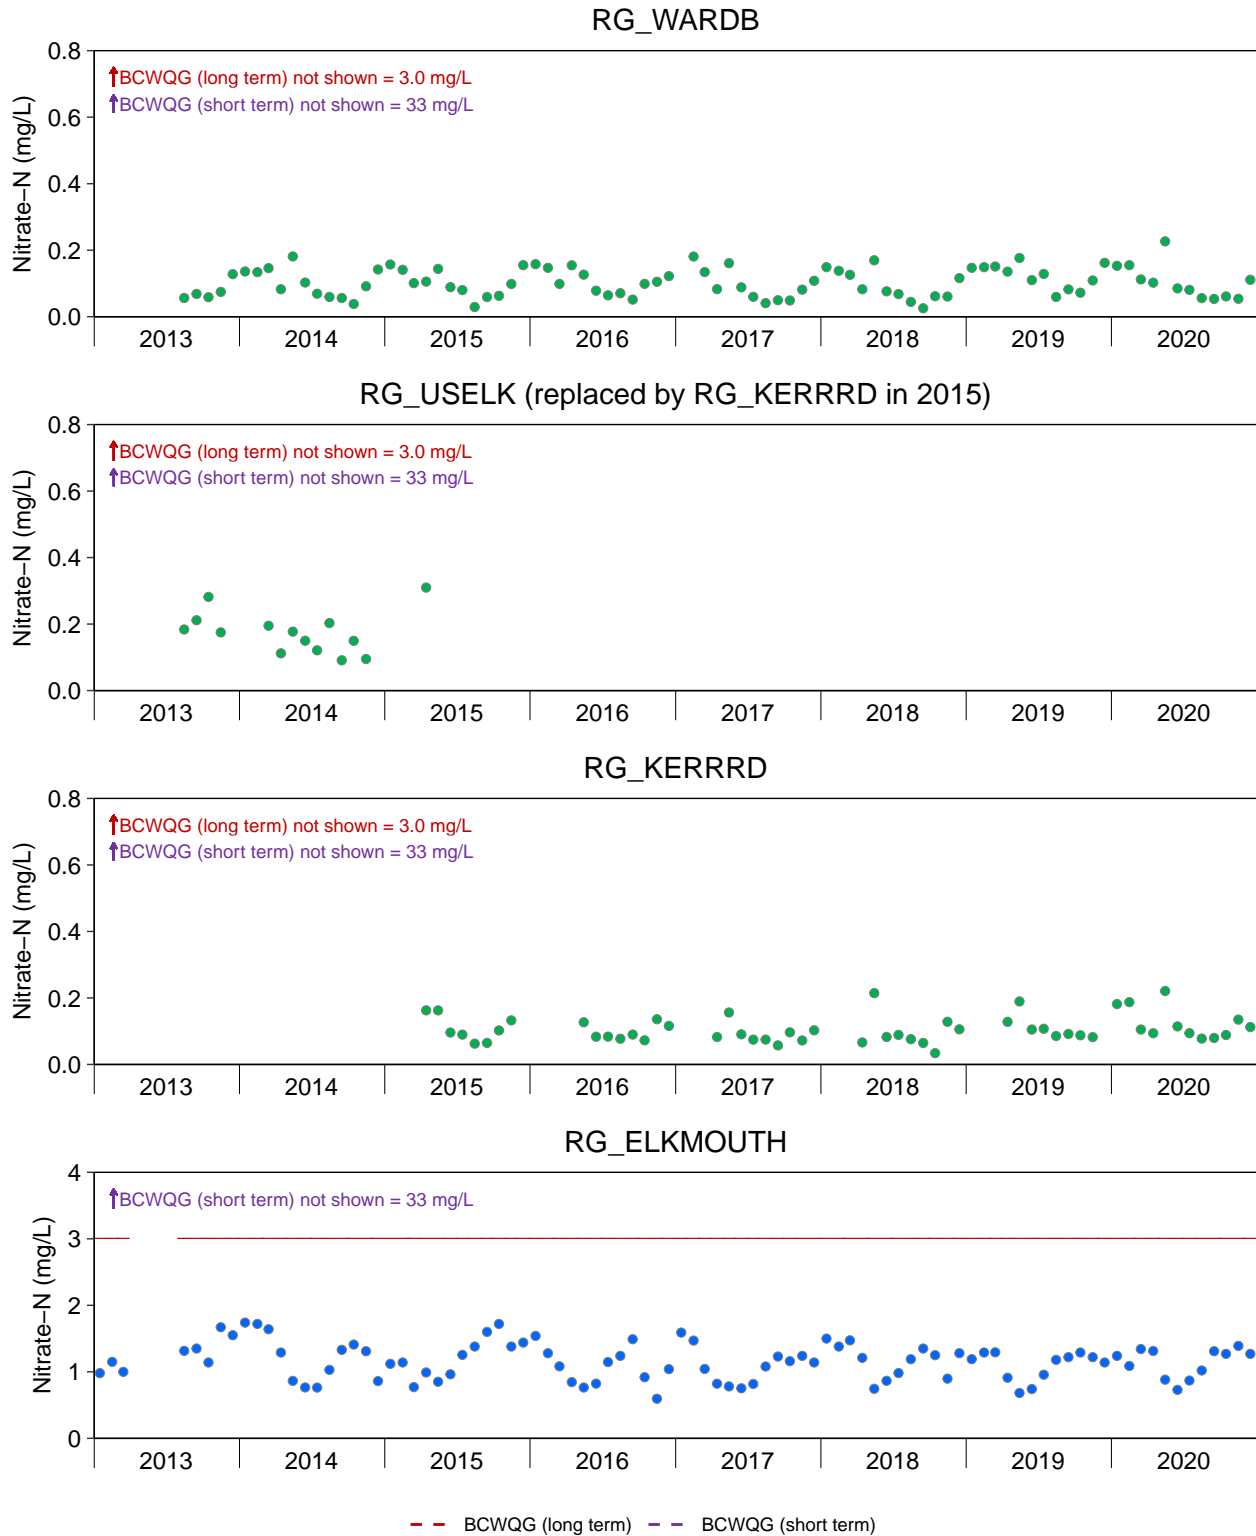 RG_WARDB
0.8
0.6
0.4
0.2
0.0
Nitrate−N (mg/L)
BCWQG (long term) not shown = 3.0 mg/L
BCWQG (short term) not shown = 33 mg/L
2013 2014 2015 2016 2017 2018 2019 2020
RG_USELK (replaced by RG_KERRRD in 2015)
0.8
0.6
0.4
0.2
0.0
Nitrate−N (mg/L)
BCWQG (long term) not shown = 3.0 mg/L
BCWQG (short term) not shown = 33 mg/L
2013 2014 2015 2016 2017 2018 2019 2020
RG_KERRRD
0.8
0.6
0.4
0.2
0.0
Nitrate−N (mg/L)
BCWQG (long term) not shown = 3.0 mg/L
BCWQG (short term) not shown = 33 mg/L
2013 2014 2015 2016 2017 2018 2019 2020
RG_ELKMOUTH
4
3
2
1
0
Nitrate−N (mg/L)
BCWQG (short term) not shown = 33 mg/L
2013 2014 2015 2016 2017 2018 2019 2020
BCWQG (long term) BCWQG (short term)